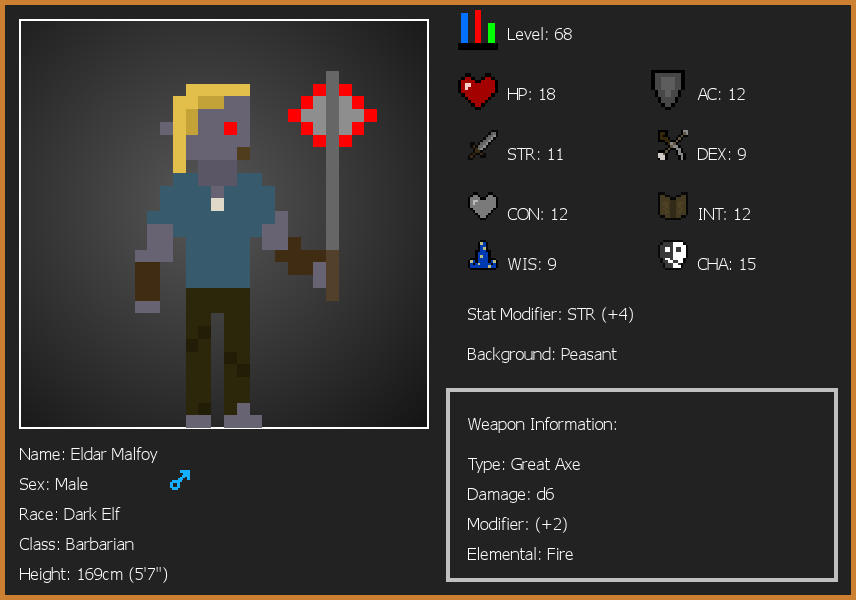 Level: 68
HP: 18
AC: 12
STR: 11
DEX: 9
CON: 12
INT: 12
WIS: 9
CHA: 15
Stat Modifier: STR (+4)
Background: Peasant
Weapon Information:
Type: Great Axe
Damage: d6
Modifier: (+2)
Elemental: Fire
Name: Eldar Malfoy
Sex: Male
Race: Dark Elf
Class: Barbarian
Height: 169cm (5'7")